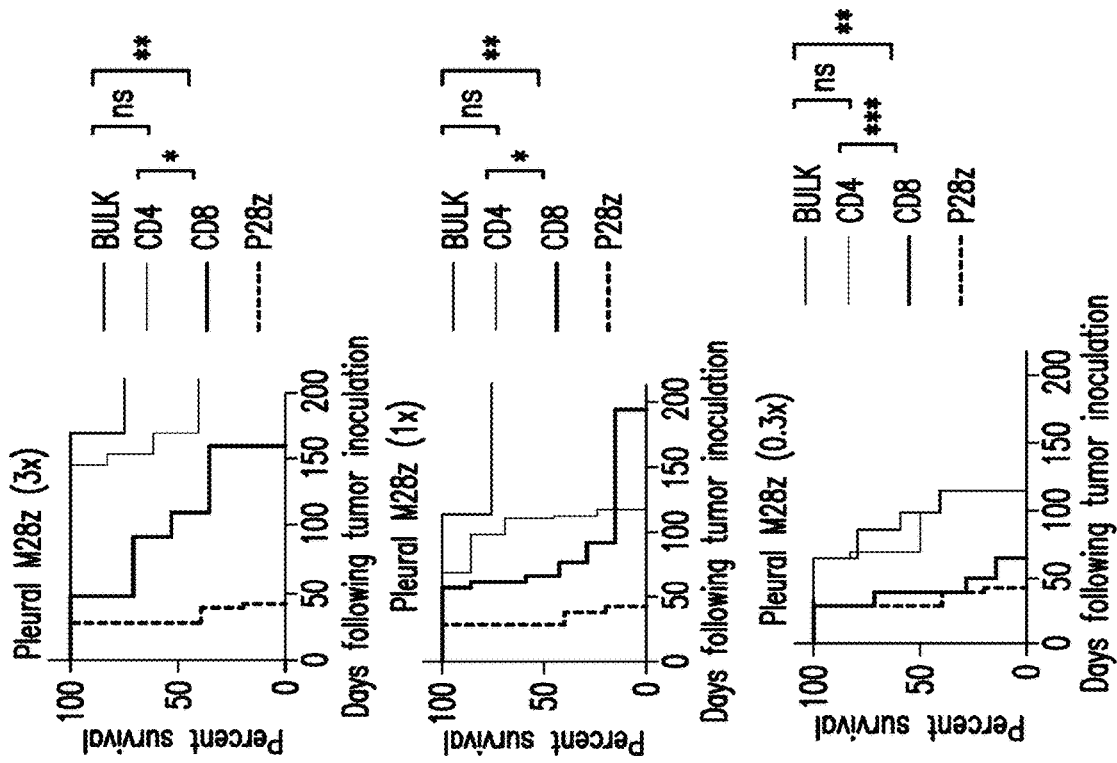 Pleural M28z (3x)
Percent survival
100
50
0
0
50
100
150
200
Days following tumor inoculation
BULK
CD4
CD8
P28z
ns
*
**
Pleural M28z (1x)
Percent survival
100
50
0
0
50
100
150
200
Days following tumor inoculation
BULK
CD4
CD8
P28z
ns
*
**
Pleural M28z (0.3x)
Percent survival
100
50
0
0
50
100
150
200
Days following tumor inoculation
BULK
CD4
CD8
P28z
ns
***
**